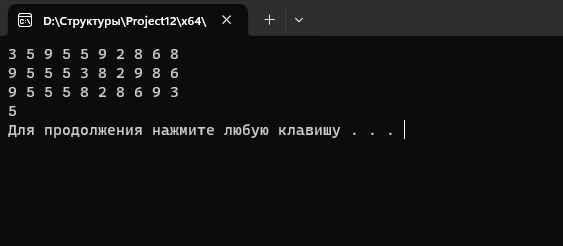 D:\Структуры\Project12\x64\
3 5 9 5 5 9 2 8 6 8
9 5 5 5 3 8 2 9 8 6
9 5 5 5 8 2 8 6 9 3
5
Для продолжения нажмите любую клавишу . . .